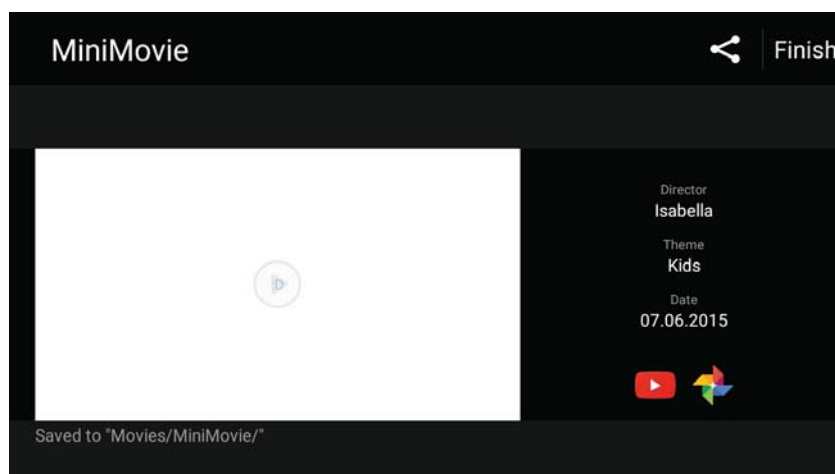 MiniMovie
Finish
D
Director
Isabella
Theme
Kids
Date
07.06.2015
Saved to "Movies/MiniMovie/"